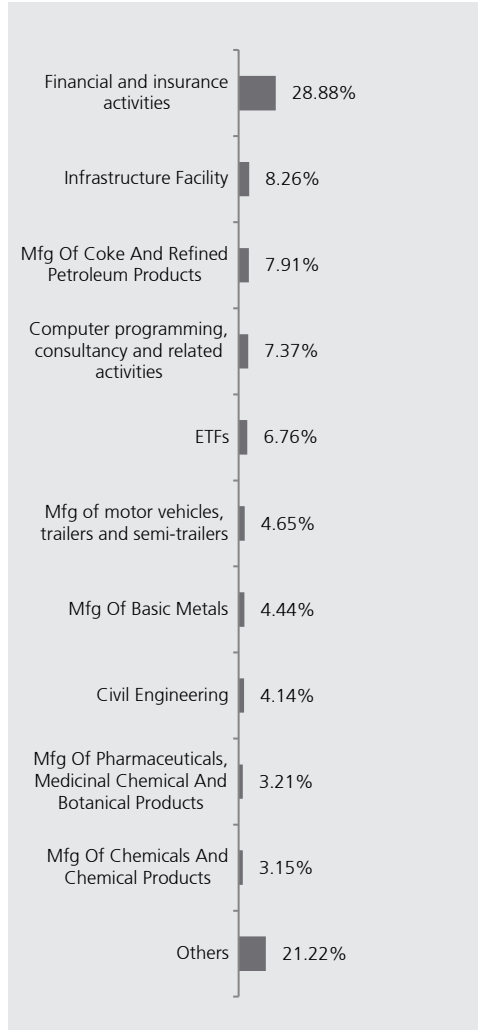 Financial and insurance
activities
28.88%
Infrastructure Facility
8.26%
Mfg Of Coke And Refined
Petroleum Products
7.91%
Computer programming,
consultancy and related
activities
7.37%
ETFs
6.76%
Mfg of motor vehicles,
trailers and semi-trailers
4.65%
Mfg Of Basic Metals
4.44%
Civil Engineering
4.14%
Mfg Of Pharmaceuticals,
Medicinal Chemical And
Botanical Products
3.21%
Mfg Of Chemicals And
Chemical Products
3.15%
Others
21.22%